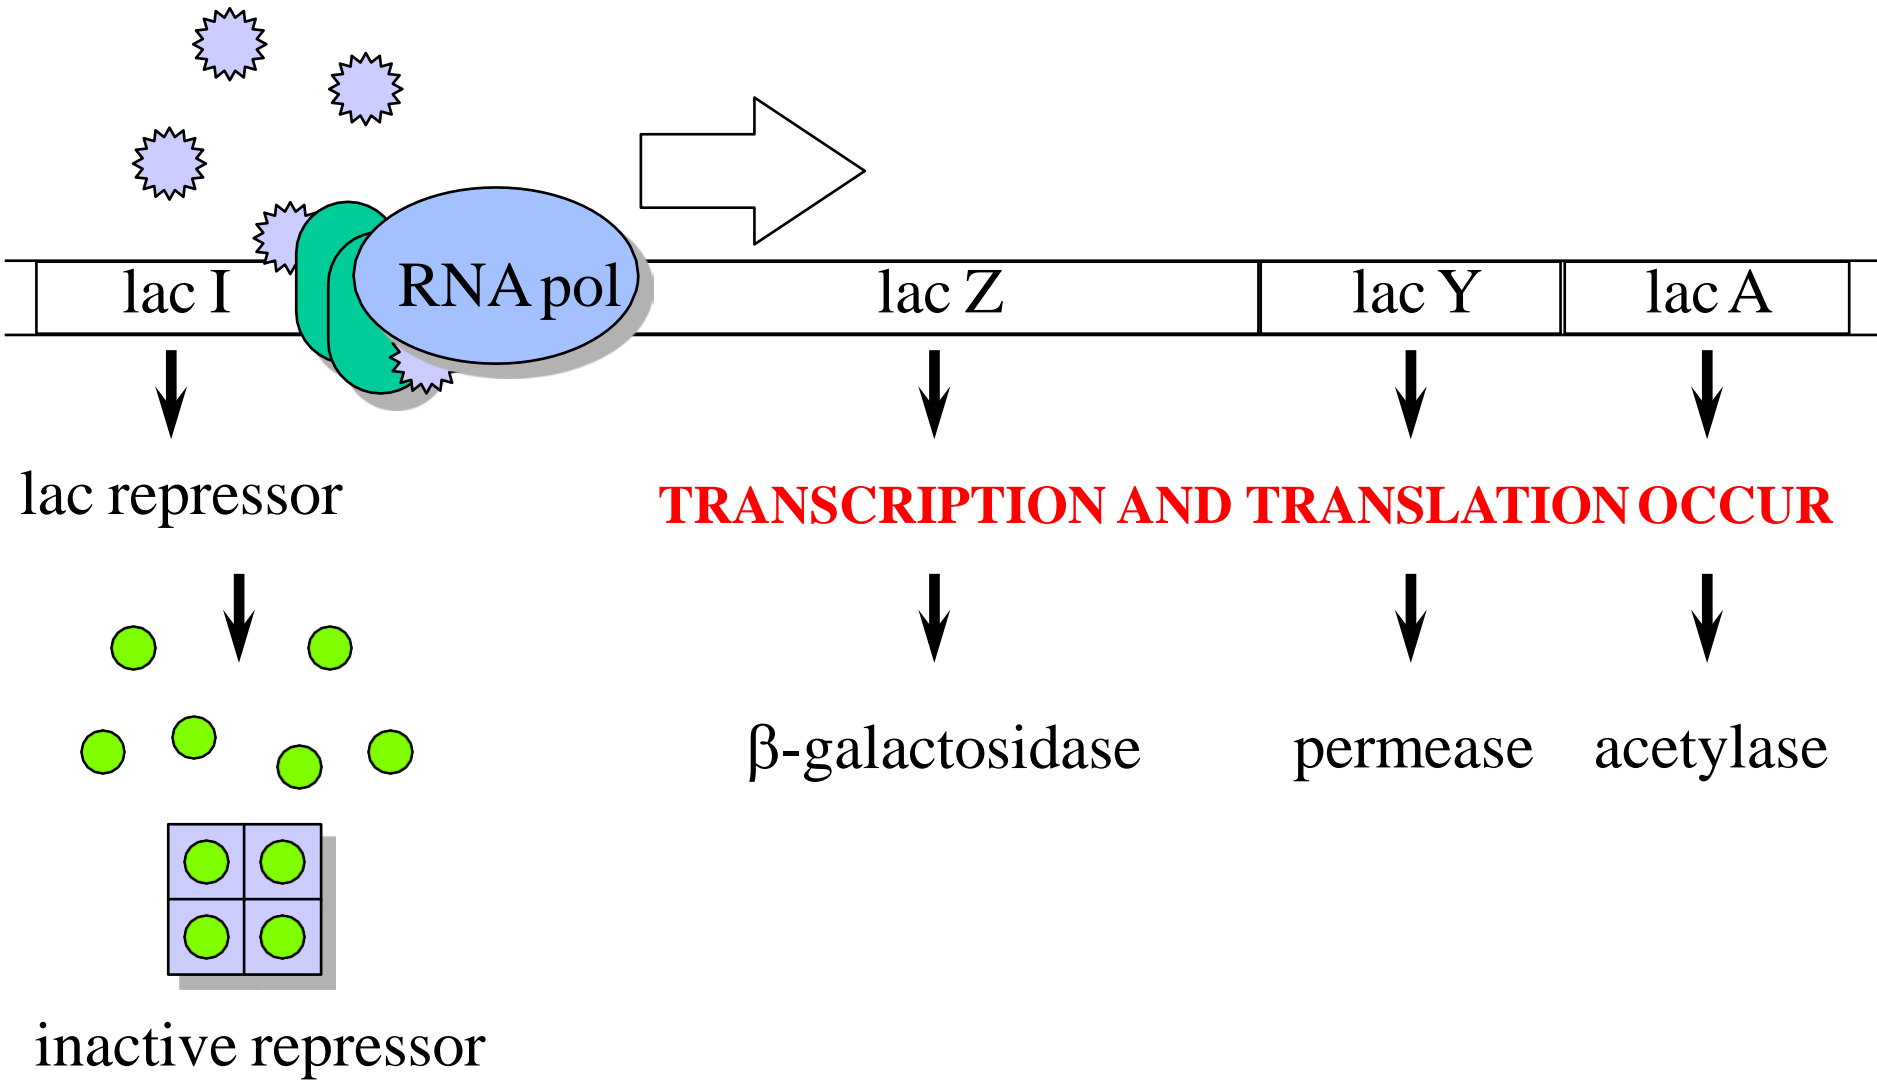 lac I
RNA pol
lac Z
lac Y
lac A
lac repressor
TRANSCRIPTION AND TRANSLATION OCCUR
β-galactosidase
permease
acetylase
inactive repressor